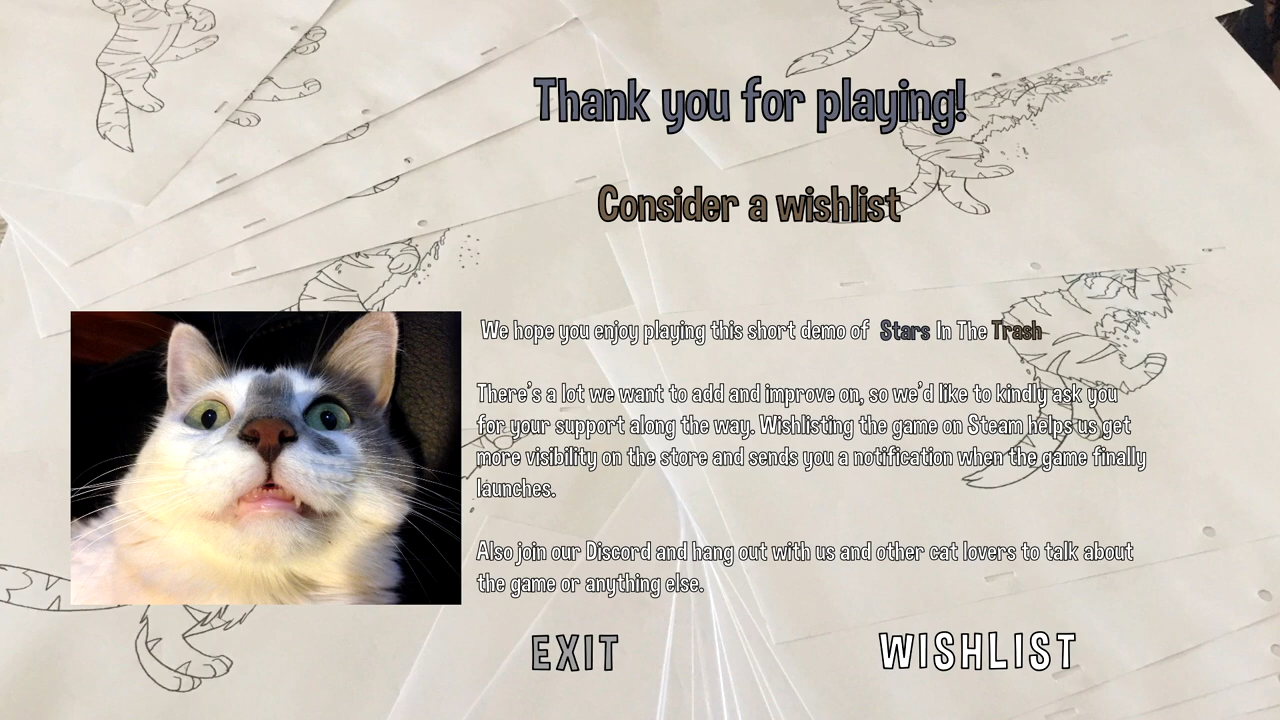 Thank you for playing!
Consider a wishlist
We hope you enjoy playing this short demo of Stars In The Trash
There's a lot we want to add and improve on, so we'd like to kindly ask you
for your support along the way. Wishlisting the game on Steam helps us get
more visibility on the store and sends you a notification when the game finally
launches.
Also join our Discord and hang out with us and other cat lovers to talk about
the game or anything else.
EXIT
WISHLIST